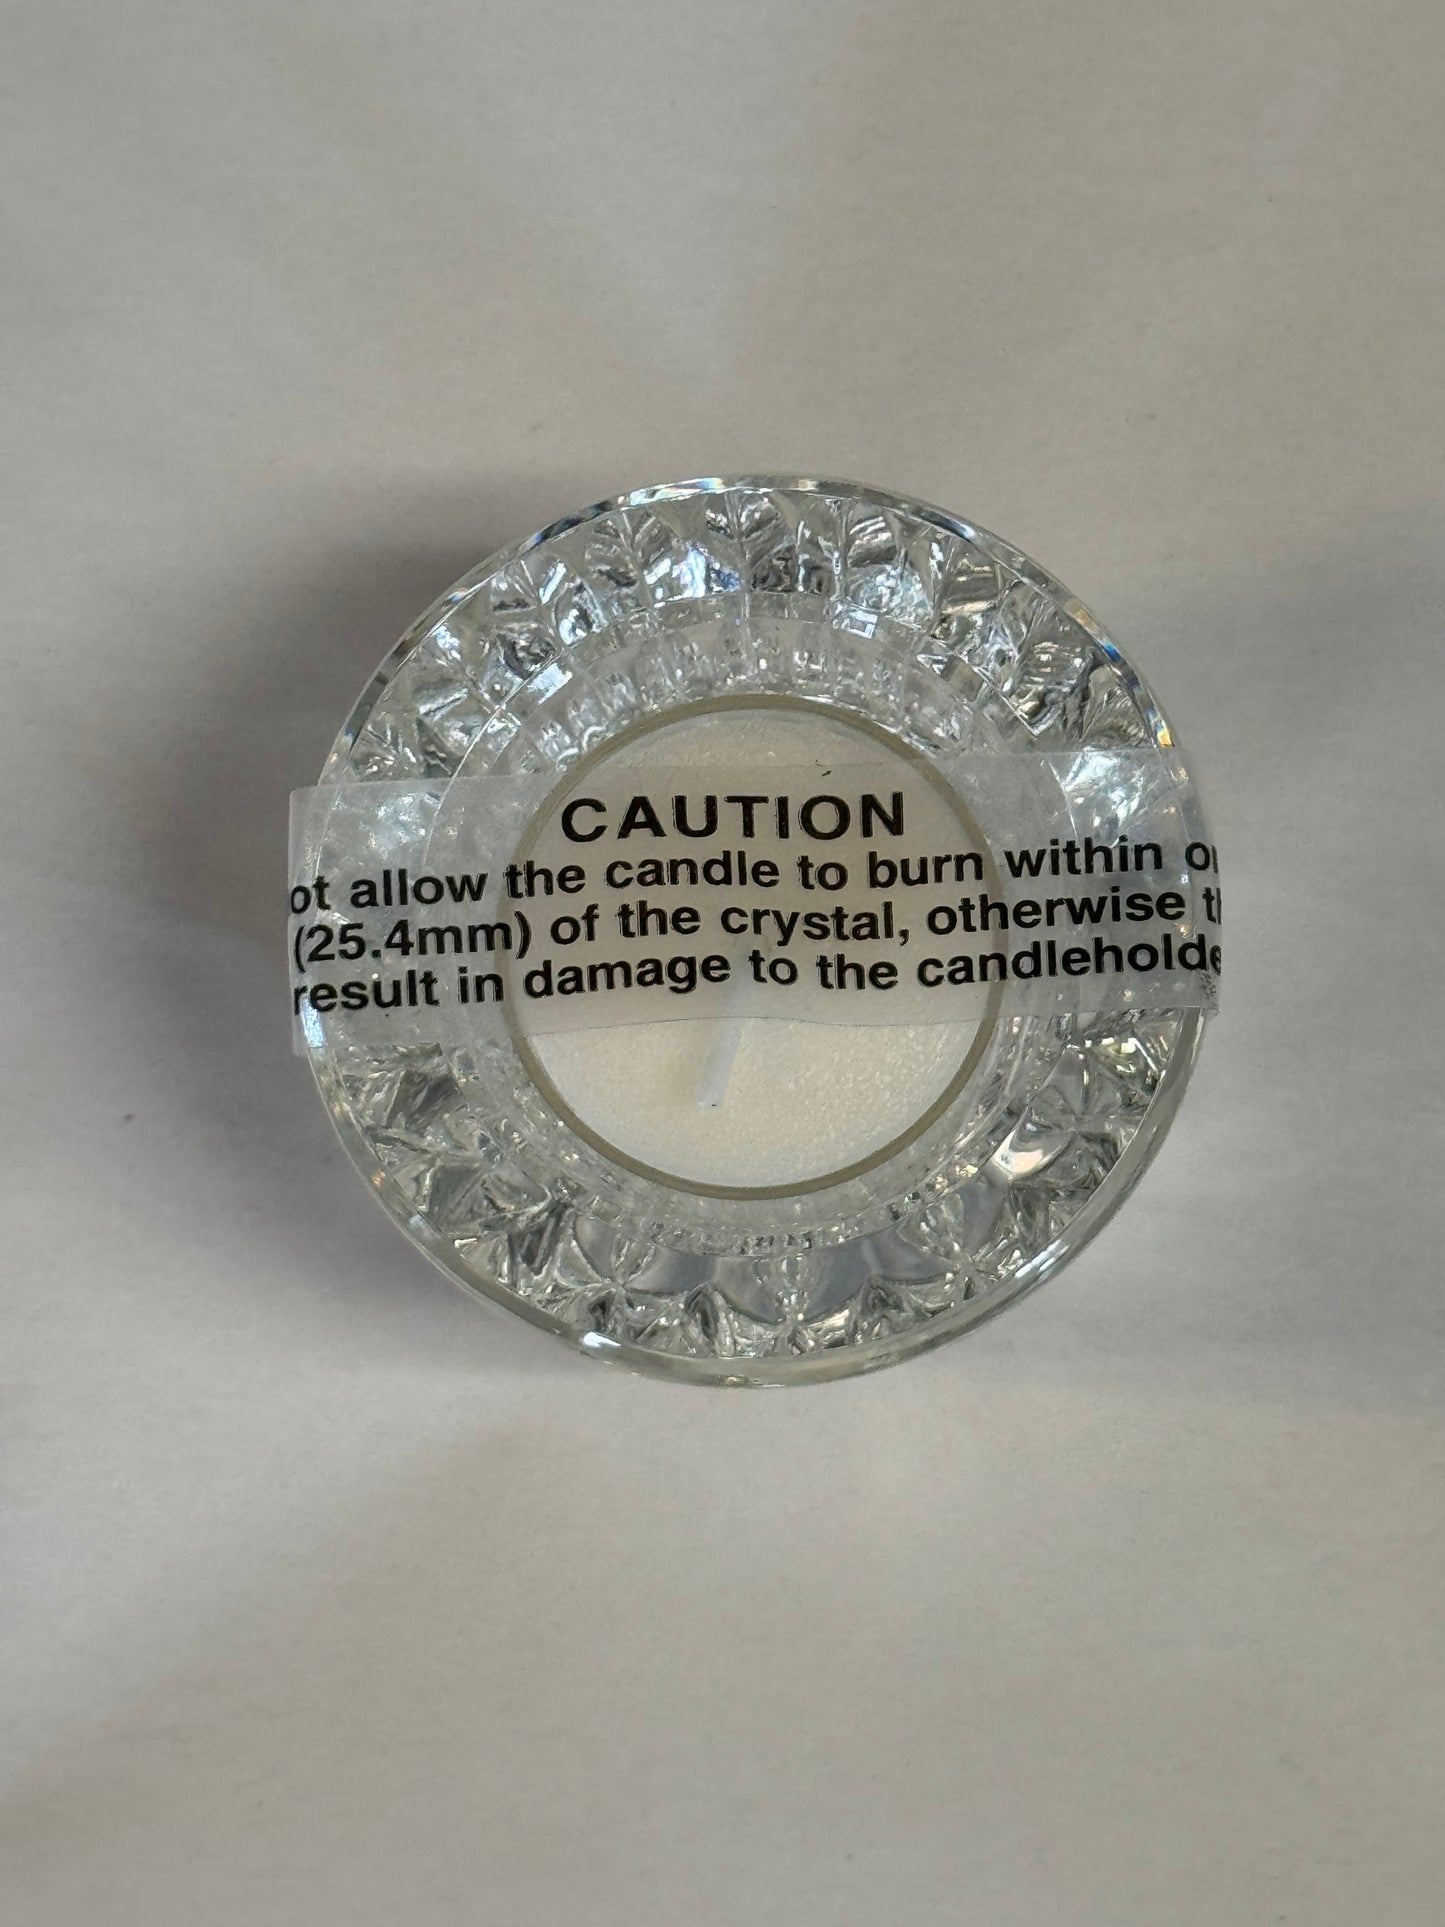 CAUTION
ot allow the candle to burn within
(25.4mm) of the crystal, otherwise
result in damage to the candleholde